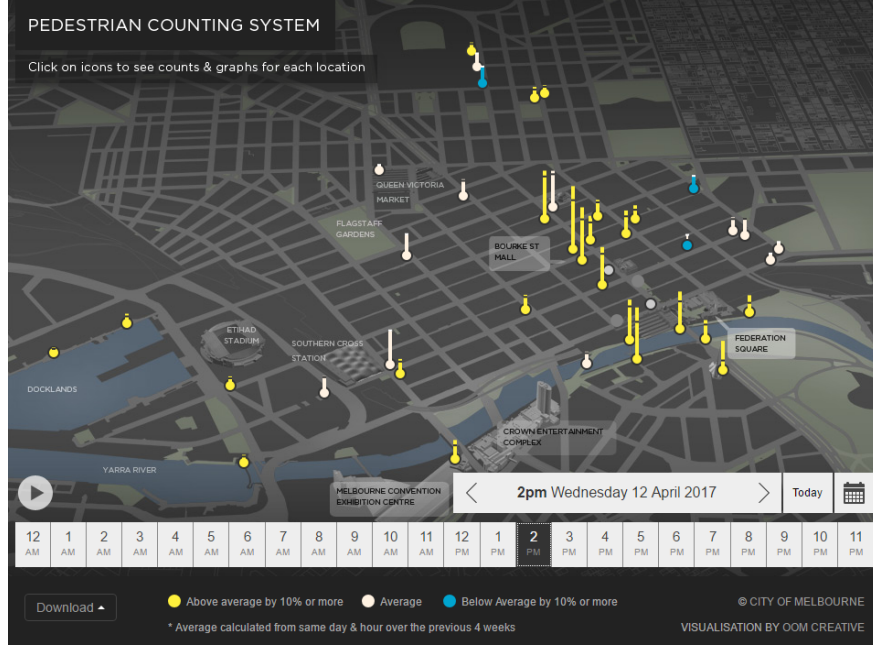 PEDESTRIAN COUNTING SYSTEM
Click on icons to see counts & graphs for each location
QUEEN VICTORIA
MARKET
FLAGSTAFF
GARDENS
BOURKE ST
MALL
ETIHAD
STADIUM
SOUTHERN CROSS
STATION
FEDERATION
SQUARE
DOCKLANDS
CROWN ENTERTAINMENT
COMPLEX
YARRA RIVER
MELBOURNE CONVENTION
EXHIBITION CENTRE
2pm Wednesday 12 April 2017
Today
12 1 2 3 4 5 6 7 8 9 10 11 12 1 2 3 4 5 6 7 8 9 10 11
AM AM AM AM AM AM AM AM AM AM AM AM PM PM PM PM PM PM PM PM PM PM PM PM
Download
Above average by 10% or more Average Below Average by 10% or more
© CITY OF MELBOURNE
* Average calculated from same day & hour over the previous 4 weeks
VISUALISATION BY OOM CREATIVE